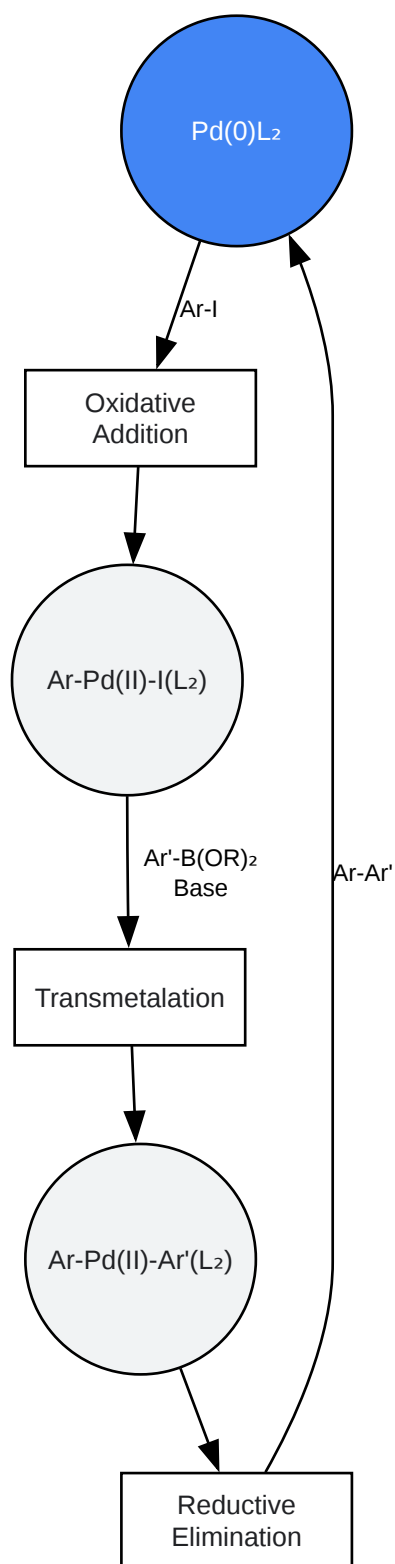 Pd(0)L₂
Ar-I
Oxidative
Addition
Ar-Pd(II)-I(L₂)
Ar'-B(OR)₂
Base
Ar-Ar'
Transmetalation
Ar-Pd(II)-Ar'(L₂)
Reductive
Elimination